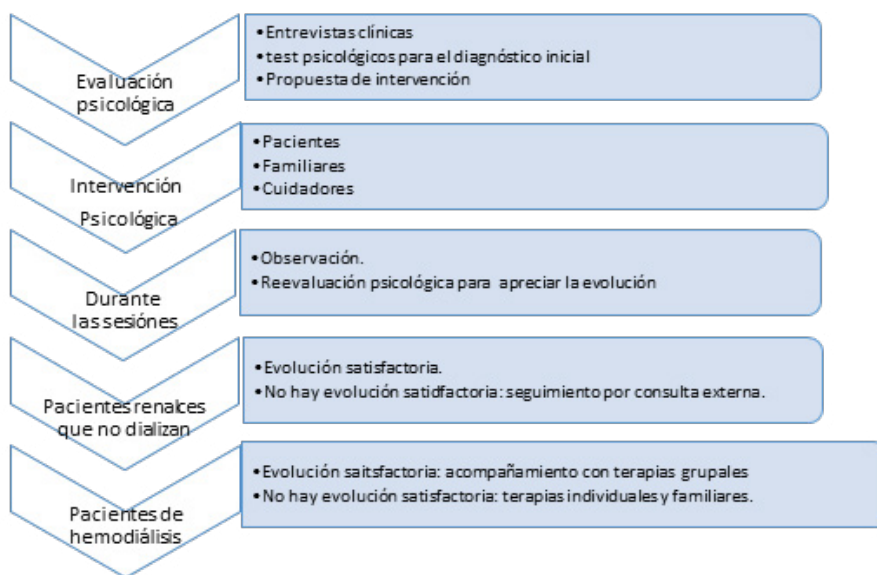 Evaluación
psicológica
•Entrevistas clínicas
•test psicológicos para el diagnóstico inicial
•Propuesta de intervención
Intervención
Psicológica
•Pacientes
•Familiares
•Cuidadores
Durante
las sesiónes
•Observación.
•Reevaluación psicológica para apreciar la evolución
Pacientes renalces
que no dializan
•Evolución satisfactoria.
•No hay evolución satidfactoria: seguimiento por consulta externa.
Pacientes de
hemodiálisis
•Evolución saitsfactoria: acompañamiento con terapias grupales
•No hay evolución satisfactoria: terapias individuales y familiares.